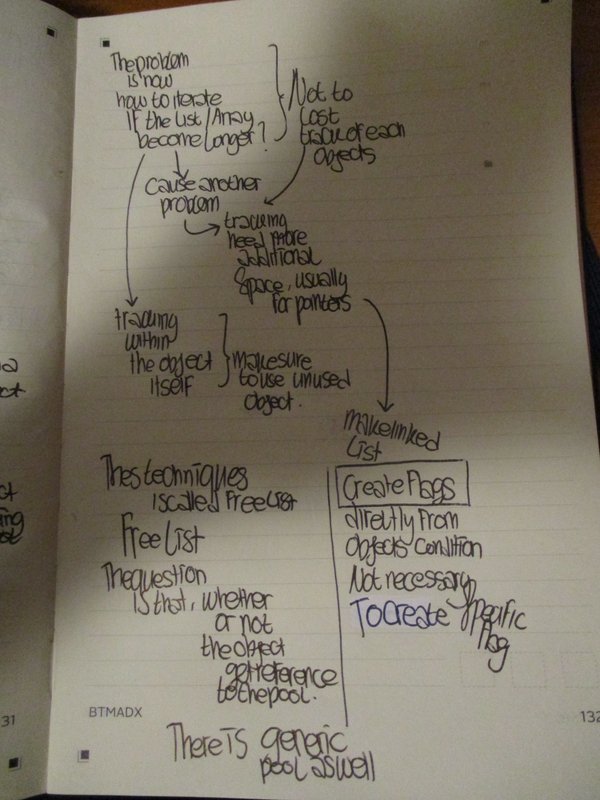 The problem
is now
how to iterate
If the List/Array
become Longer?
Not to
Lost
track of each
objects
cause another
problem
tracking
need more
additional
Space, usually
for pointers
tracking
within
the object
itself
make sure
to use unused
object.
make linked
List
Thes techniques
is called Free List
Free List
The question
is that, whether
or not
the object
get reference
to the pool.
Create Flags
directly From
objects condition
Not necessary
To Create specific
flag
There is generic
pool as well
31
BTMADX
132